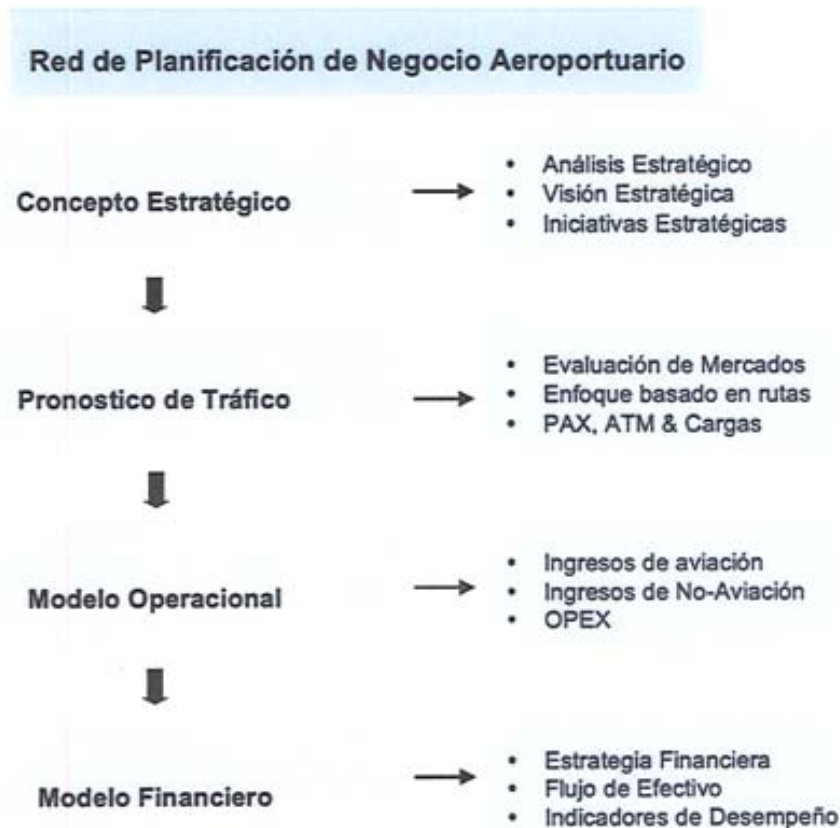 Red de Planificación de Negocio Aeroportuario
Concepto Estratégico
• Análisis Estratégico
• Visión Estratégica
• Iniciativas Estratégicas
Pronostico de Tráfico
• Evaluación de Mercados
• Enfoque basado en rutas
• PAX, ATM & Cargas
Modelo Operacional
• Ingresos de aviación
• Ingresos de No-Aviación
• OPEX
Modelo Financiero
• Estrategia Financiera
• Flujo de Efectivo
• Indicadores de Desempeño